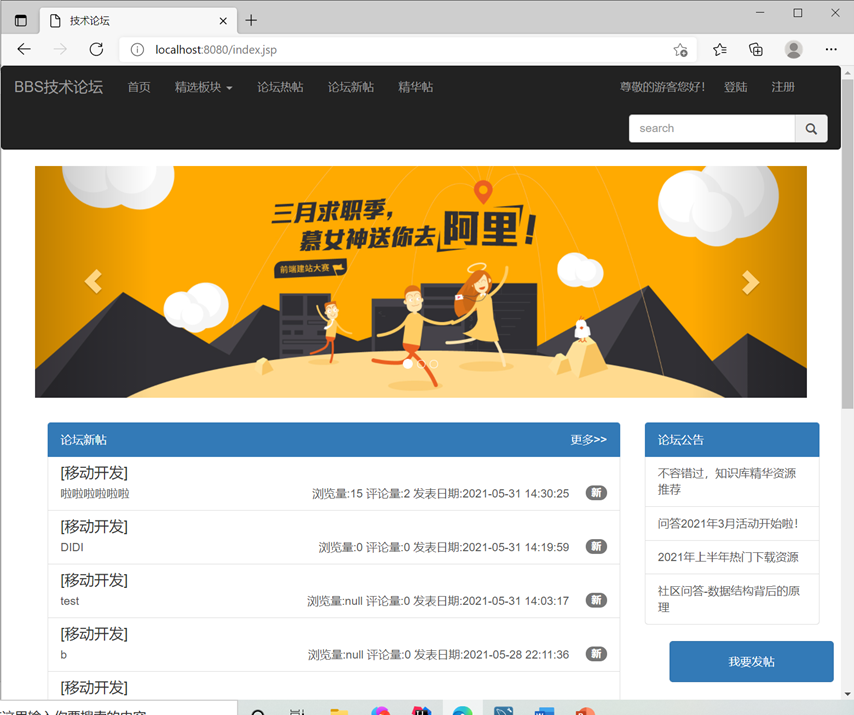 技术论坛
localhost:8080/index.jsp
BBS技术论坛 首页 精选板块 论坛热帖 论坛新帖 精华帖 尊敬的游客您好! 登陆 注册
search
三月求职季，
慕女神送你去阿里！
前端建站大赛
论坛新帖 更多>>
[移动开发]
啦啦啦啦啦啦 浏览量:15 评论量:2 发表日期:2021-05-31 14:30:25 新
[移动开发]
DIDI 浏览量:0 评论量:0 发表日期:2021-05-31 14:19:59 新
[移动开发]
test 浏览量:null 评论量:0 发表日期:2021-05-31 14:03:17 新
[移动开发]
b 浏览量:null 评论量:0 发表日期:2021-05-28 22:11:36 新
[移动开发]
论坛公告
不容错过，知识库精华资源
推荐
问答2021年3月活动开始啦!
2021年上半年热门下载资源
社区问答-数据结构背后的原
理
我要发帖
这里输入你要搜索的内容